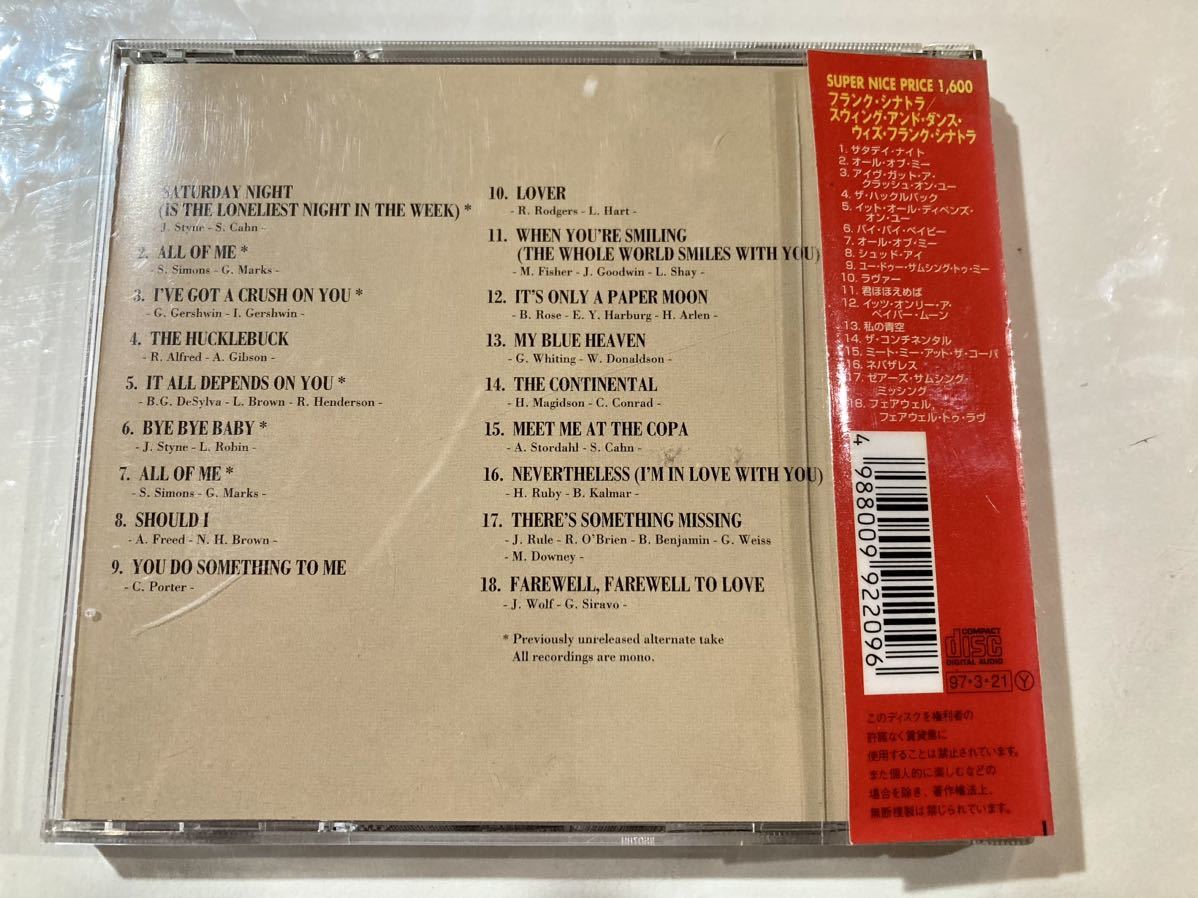 SATURDAY NIGHT
(IS THE LONELIEST NIGHT IN THE WEEK) *
J. Styne - S. Cahn -
2. ALL OF ME *
- S. Simons - G. Marks -
3. I'VE GOT A CRUSH ON YOU *
- G. Gershwin - I. Gershwin -
4. THE HUCKLEBUCK
- R. Alfred - A. Gibson -
5. IT ALL DEPENDS ON YOU *
- B.G. DeSylva - L. Brown - R. Henderson -
6. BYE BYE BABY *
- J. Styne - L. Robin -
7. ALL OF ME *
- S. Simons - G. Marks -
8. SHOULD I
- A. Freed - N. H. Brown -
9. YOU DO SOMETHING TO ME
- C. Porter -
10. LOVER
- R. Rodgers - L. Hart -
11. WHEN YOU'RE SMILING
(THE WHOLE WORLD SMILES WITH YOU)
- M. Fisher - J. Goodwin - L. Shay -
12. IT'S ONLY A PAPER MOON
- B. Rose - E. Y. Harburg - H. Arlen -
13. MY BLUE HEAVEN
- G. Whiting - W. Donaldson -
14. THE CONTINENTAL
- H. Magidson - C. Conrad -
15. MEET ME AT THE COPA
- A. Stordahl - S. Cahn -
16. NEVERTHELESS (I'M IN LOVE WITH YOU)
- H. Ruby - B. Kalmar -
17. THERE'S SOMETHING MISSING
- J. Rule - R. O'Brien - B. Benjamin - G. Weiss
- M. Downey -
18. FAREWELL, FAREWELL TO LOVE
- J. Wolf - G. Siravo -
* Previously unreleased alternate take
All recordings are mono.
SUPER NICE PRICE 1,600
フランク・シナトラ/
スウィング・アンド・ダンス・
ウィズ・フランク・シナトラ
1. サタデイ・ナイト
2. オール・オブ・ミー
3. アイヴ・ガット・ア・
クラッシュ・オン・ユー
4. ザ・ハックルバック
5. イット・オール・ディペンズ・
オン・ユー
6. バイ・バイ・ベイビー
7. オール・オブ・ミー
8. シュッド・アイ
9. ユー・ドゥー・サムシング・トゥ・ミー
10. ラヴァー
11. 君ほほえめば
12. イッツ・オンリー・ア・
ペイパー・ムーン
13. 私の青空
14. ザ・コンチネンタル
15. ミート・ミー・アット・ザ・コーパ
16. ネバザレス
17. ゼアーズ・サムシング・
ミッシング
18. フェアウェル,
フェアウェル・トゥ・ラヴ
4 988009 922096
COMPACT
disc
DIGITAL AUDIO
97・3・21 Y
このディスクを権利者の
許諾なく賃貸業に
使用することは禁止されています。
また個人的に楽しむなどの
場合を除き、著作権法上、
無断複製は禁じられています。